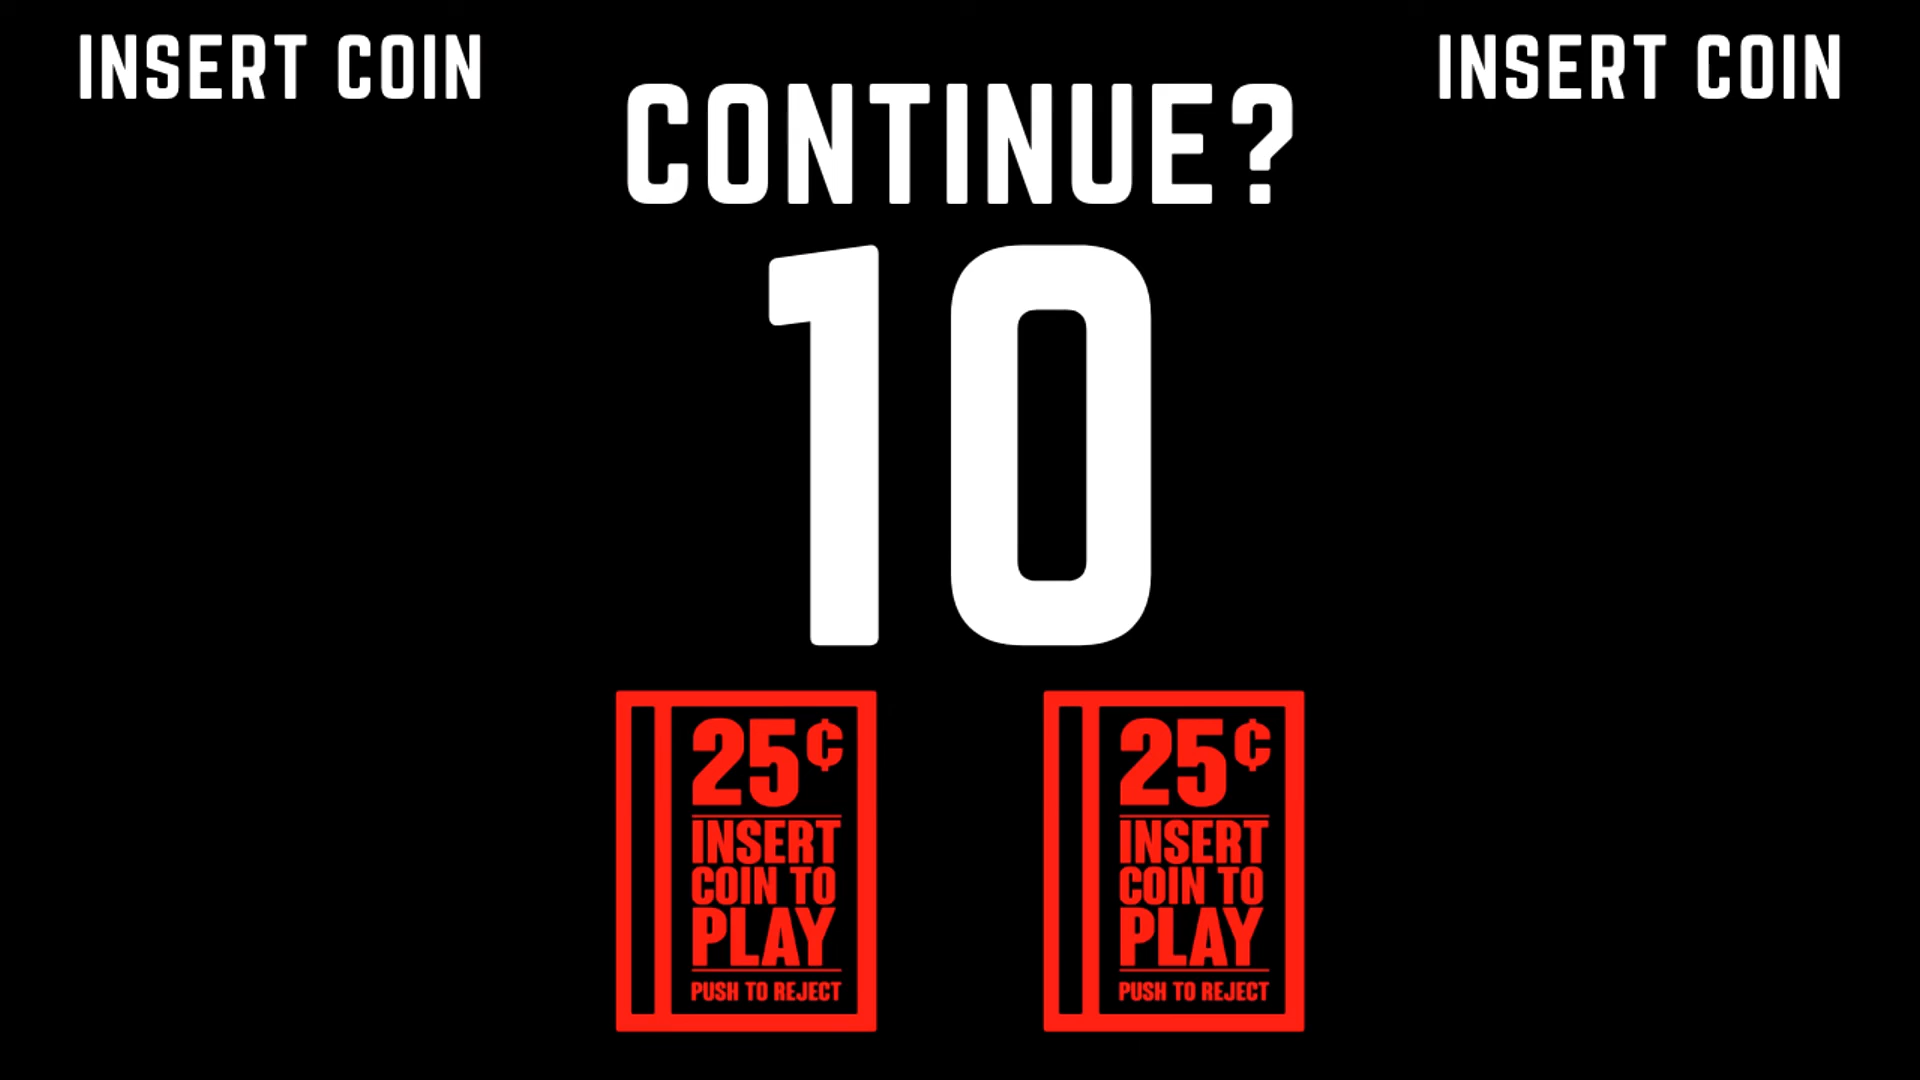 INSERT COIN
INSERT COIN
CONTINUE?
10
25¢
INSERT
COIN TO
PLAY
PUSH TO REJECT
25¢
INSERT
COIN TO
PLAY
PUSH TO REJECT